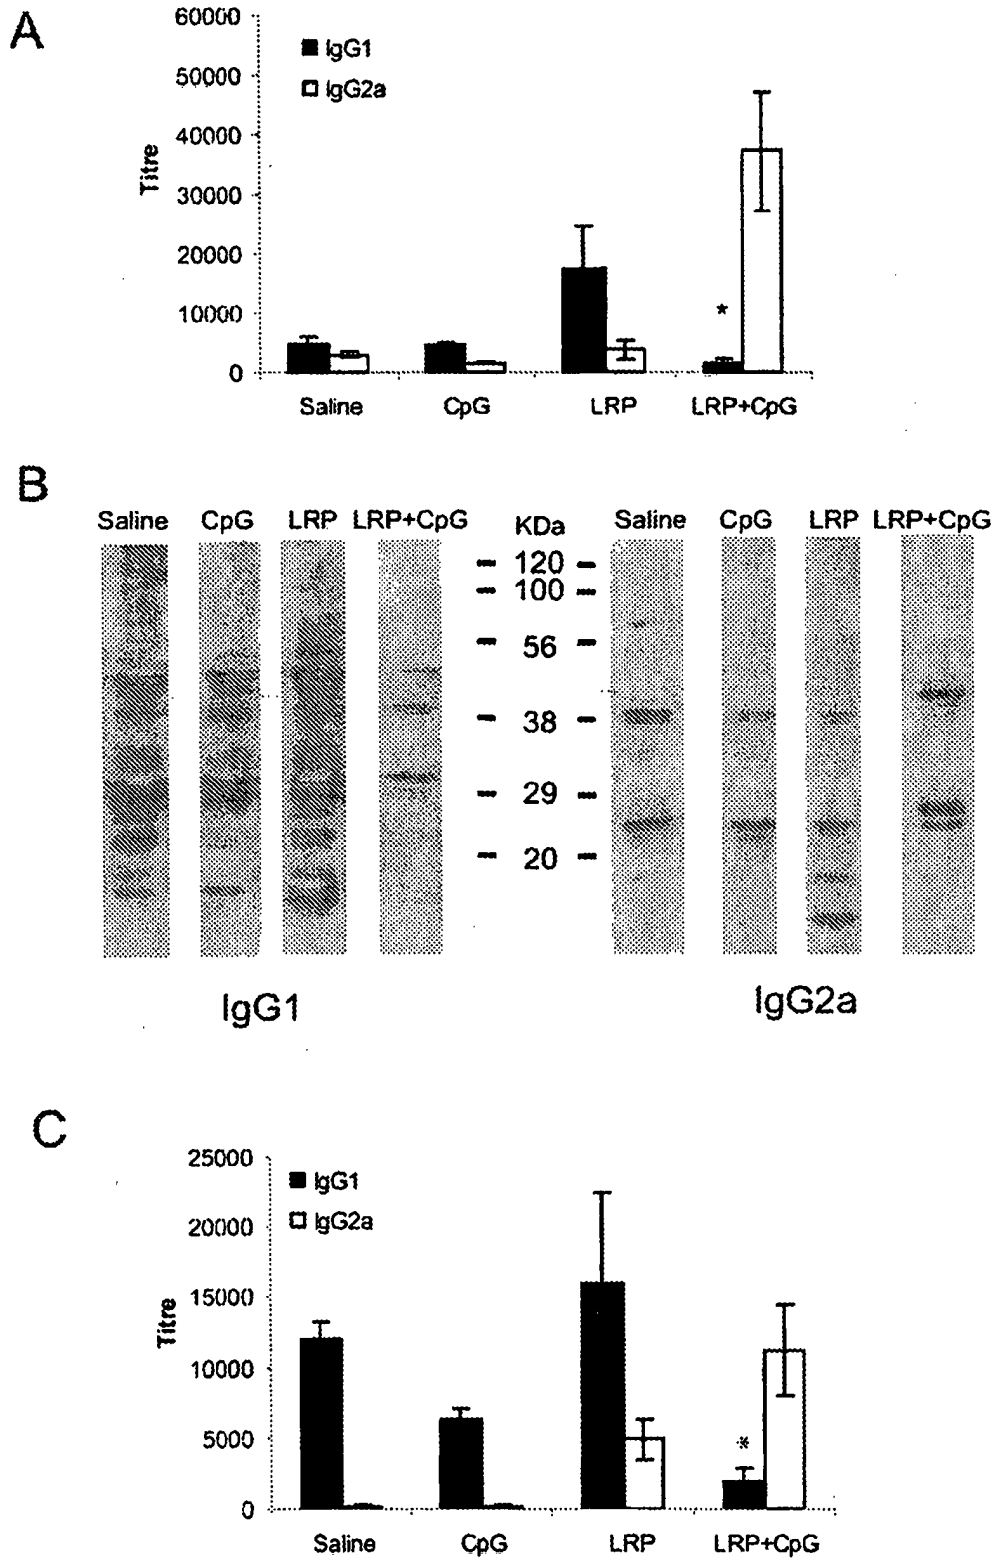 A
60000
50000
40000
30000
20000
10000
0
Titre
IgG1
IgG2a
*
Saline CpG LRP LRP+CpG
B
Saline CpG LRP LRP+CpG KDa Saline CpG LRP LRP+CpG
120
100
56
38
29
20
IgG1 IgG2a
C
25000
20000
15000
10000
5000
0
Titre
IgG1
IgG2a
*
Saline CpG LRP LRP+CpG